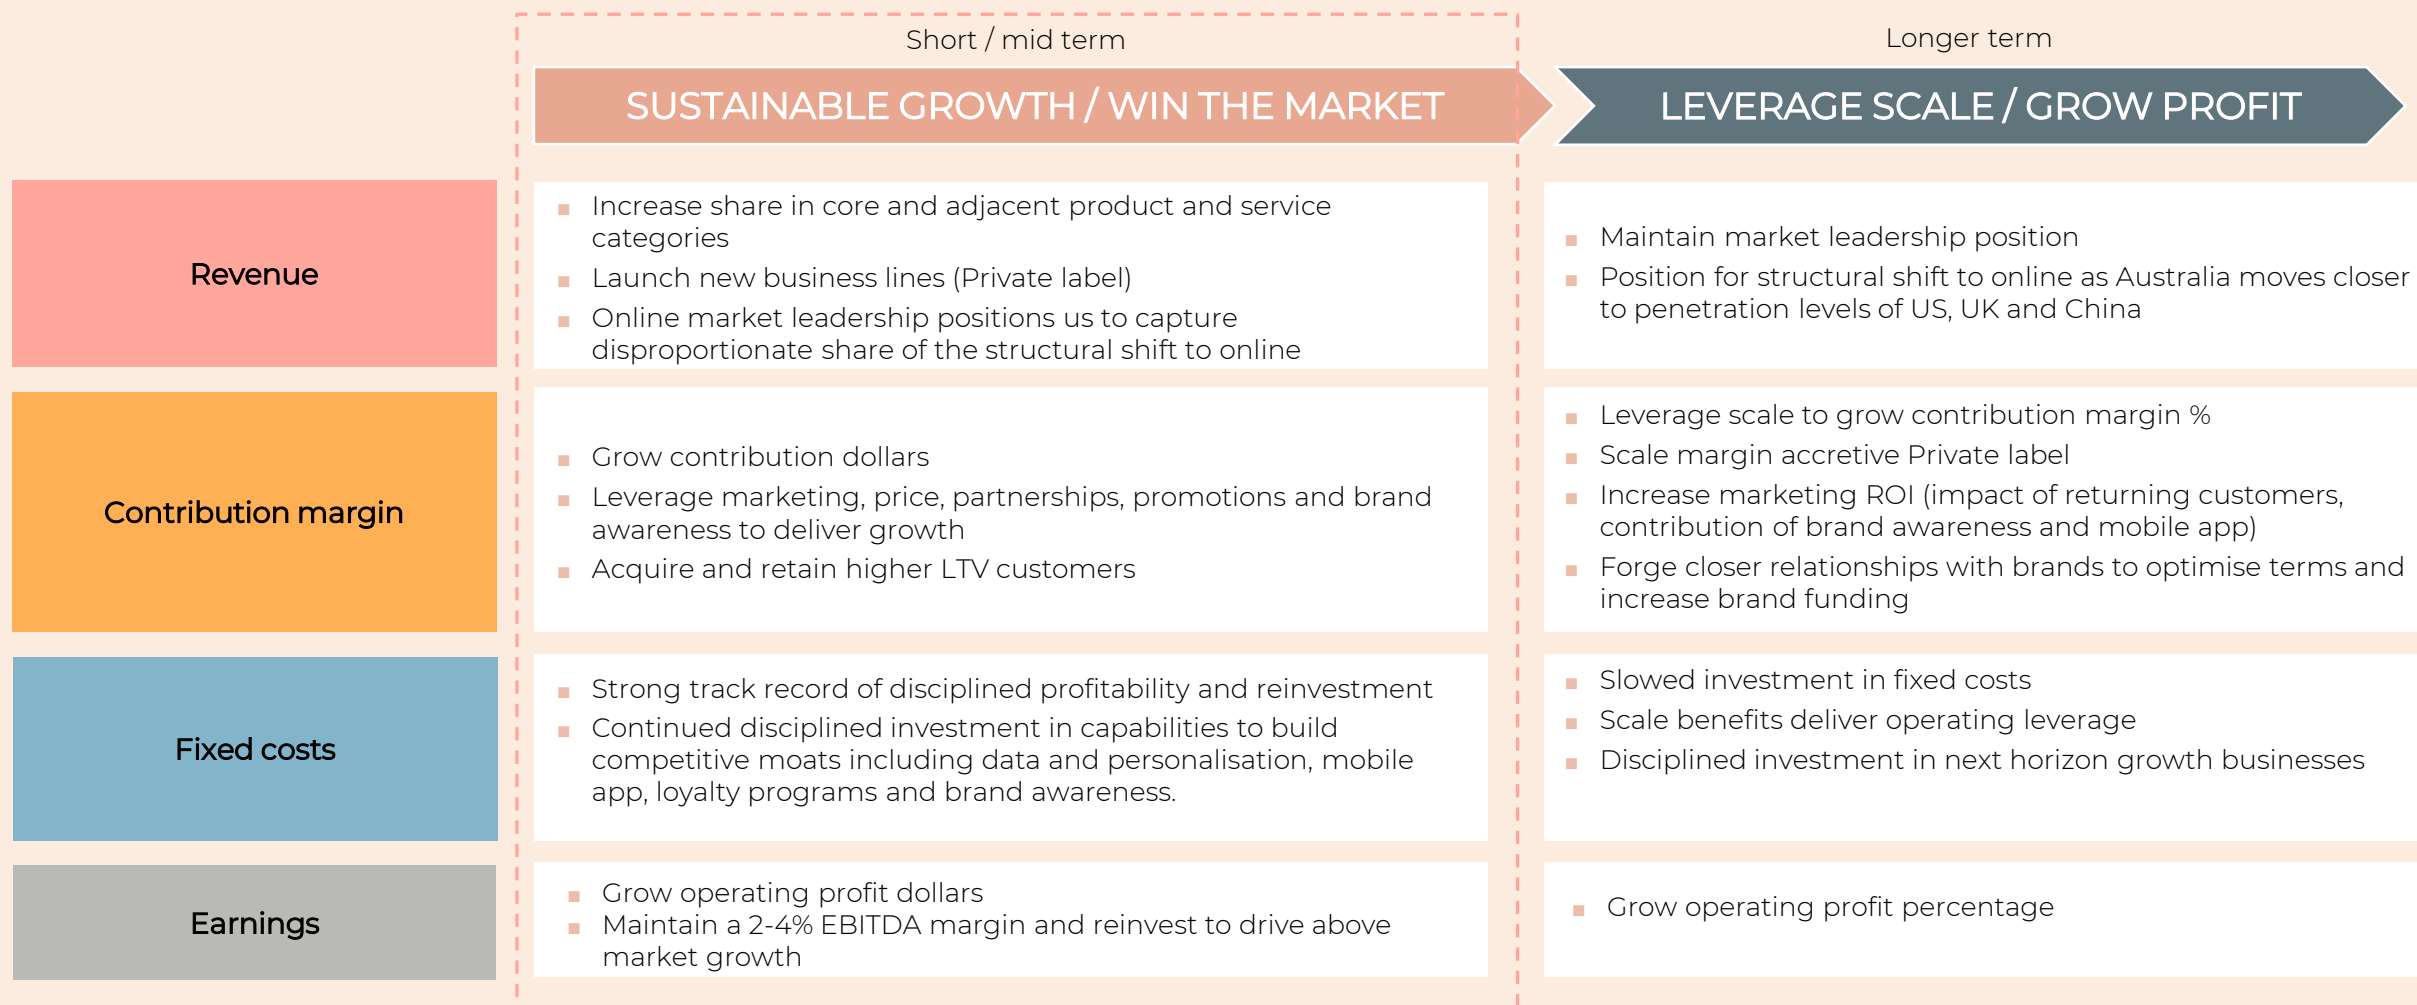 Short / mid term
Longer term
SUSTAINABLE GROWTH / WIN THE MARKET
LEVERAGE SCALE / GROW PROFIT
Revenue
Increase share in core and adjacent product and service
categories
Launch new business lines (Private label)
Online market leadership positions us to capture
disproportionate share of the structural shift to online
Maintain market leadership position
Position for structural shift to online as Australia moves closer
to penetration levels of US, UK and China
Contribution margin
Grow contribution dollars
Leverage marketing, price, partnerships, promotions and brand
awareness to deliver growth
Acquire and retain higher LTV customers
Leverage scale to grow contribution margin %
Scale margin accretive Private label
Increase marketing ROI (impact of returning customers,
contribution of brand awareness and mobile app)
Forge closer relationships with brands to optimise terms and
increase brand funding
Fixed costs
Strong track record of disciplined profitability and reinvestment
Continued disciplined investment in capabilities to build
competitive moats including data and personalisation, mobile
app, loyalty programs and brand awareness.
Slowed investment in fixed costs
Scale benefits deliver operating leverage
Disciplined investment in next horizon growth businesses
Earnings
Grow operating profit dollars
Maintain a 2-4% EBITDA margin and reinvest to drive above
market growth
Grow operating profit percentage